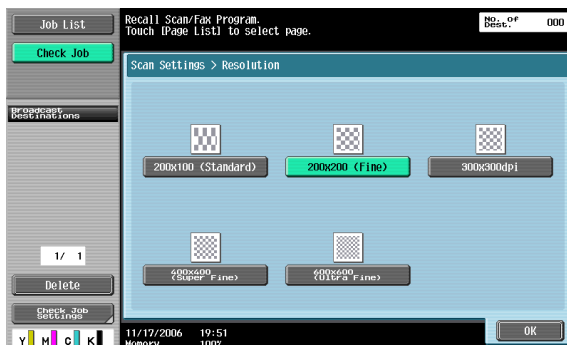 Job List
Check Job
Broadcast
Destinations
1/ 1
Delete
Check Job
Settings
Y M C K
Recall Scan/Fax Program.
Touch [Page List] to select page.
No. of
Dest.
000
Scan Settings > Resolution
200x100 (Standard)
200x200 (Fine)
300x300dpi
400x400
(Super Fine)
600x600
(Ultra Fine)
11/17/2006 19:51
Memory 100%
OK